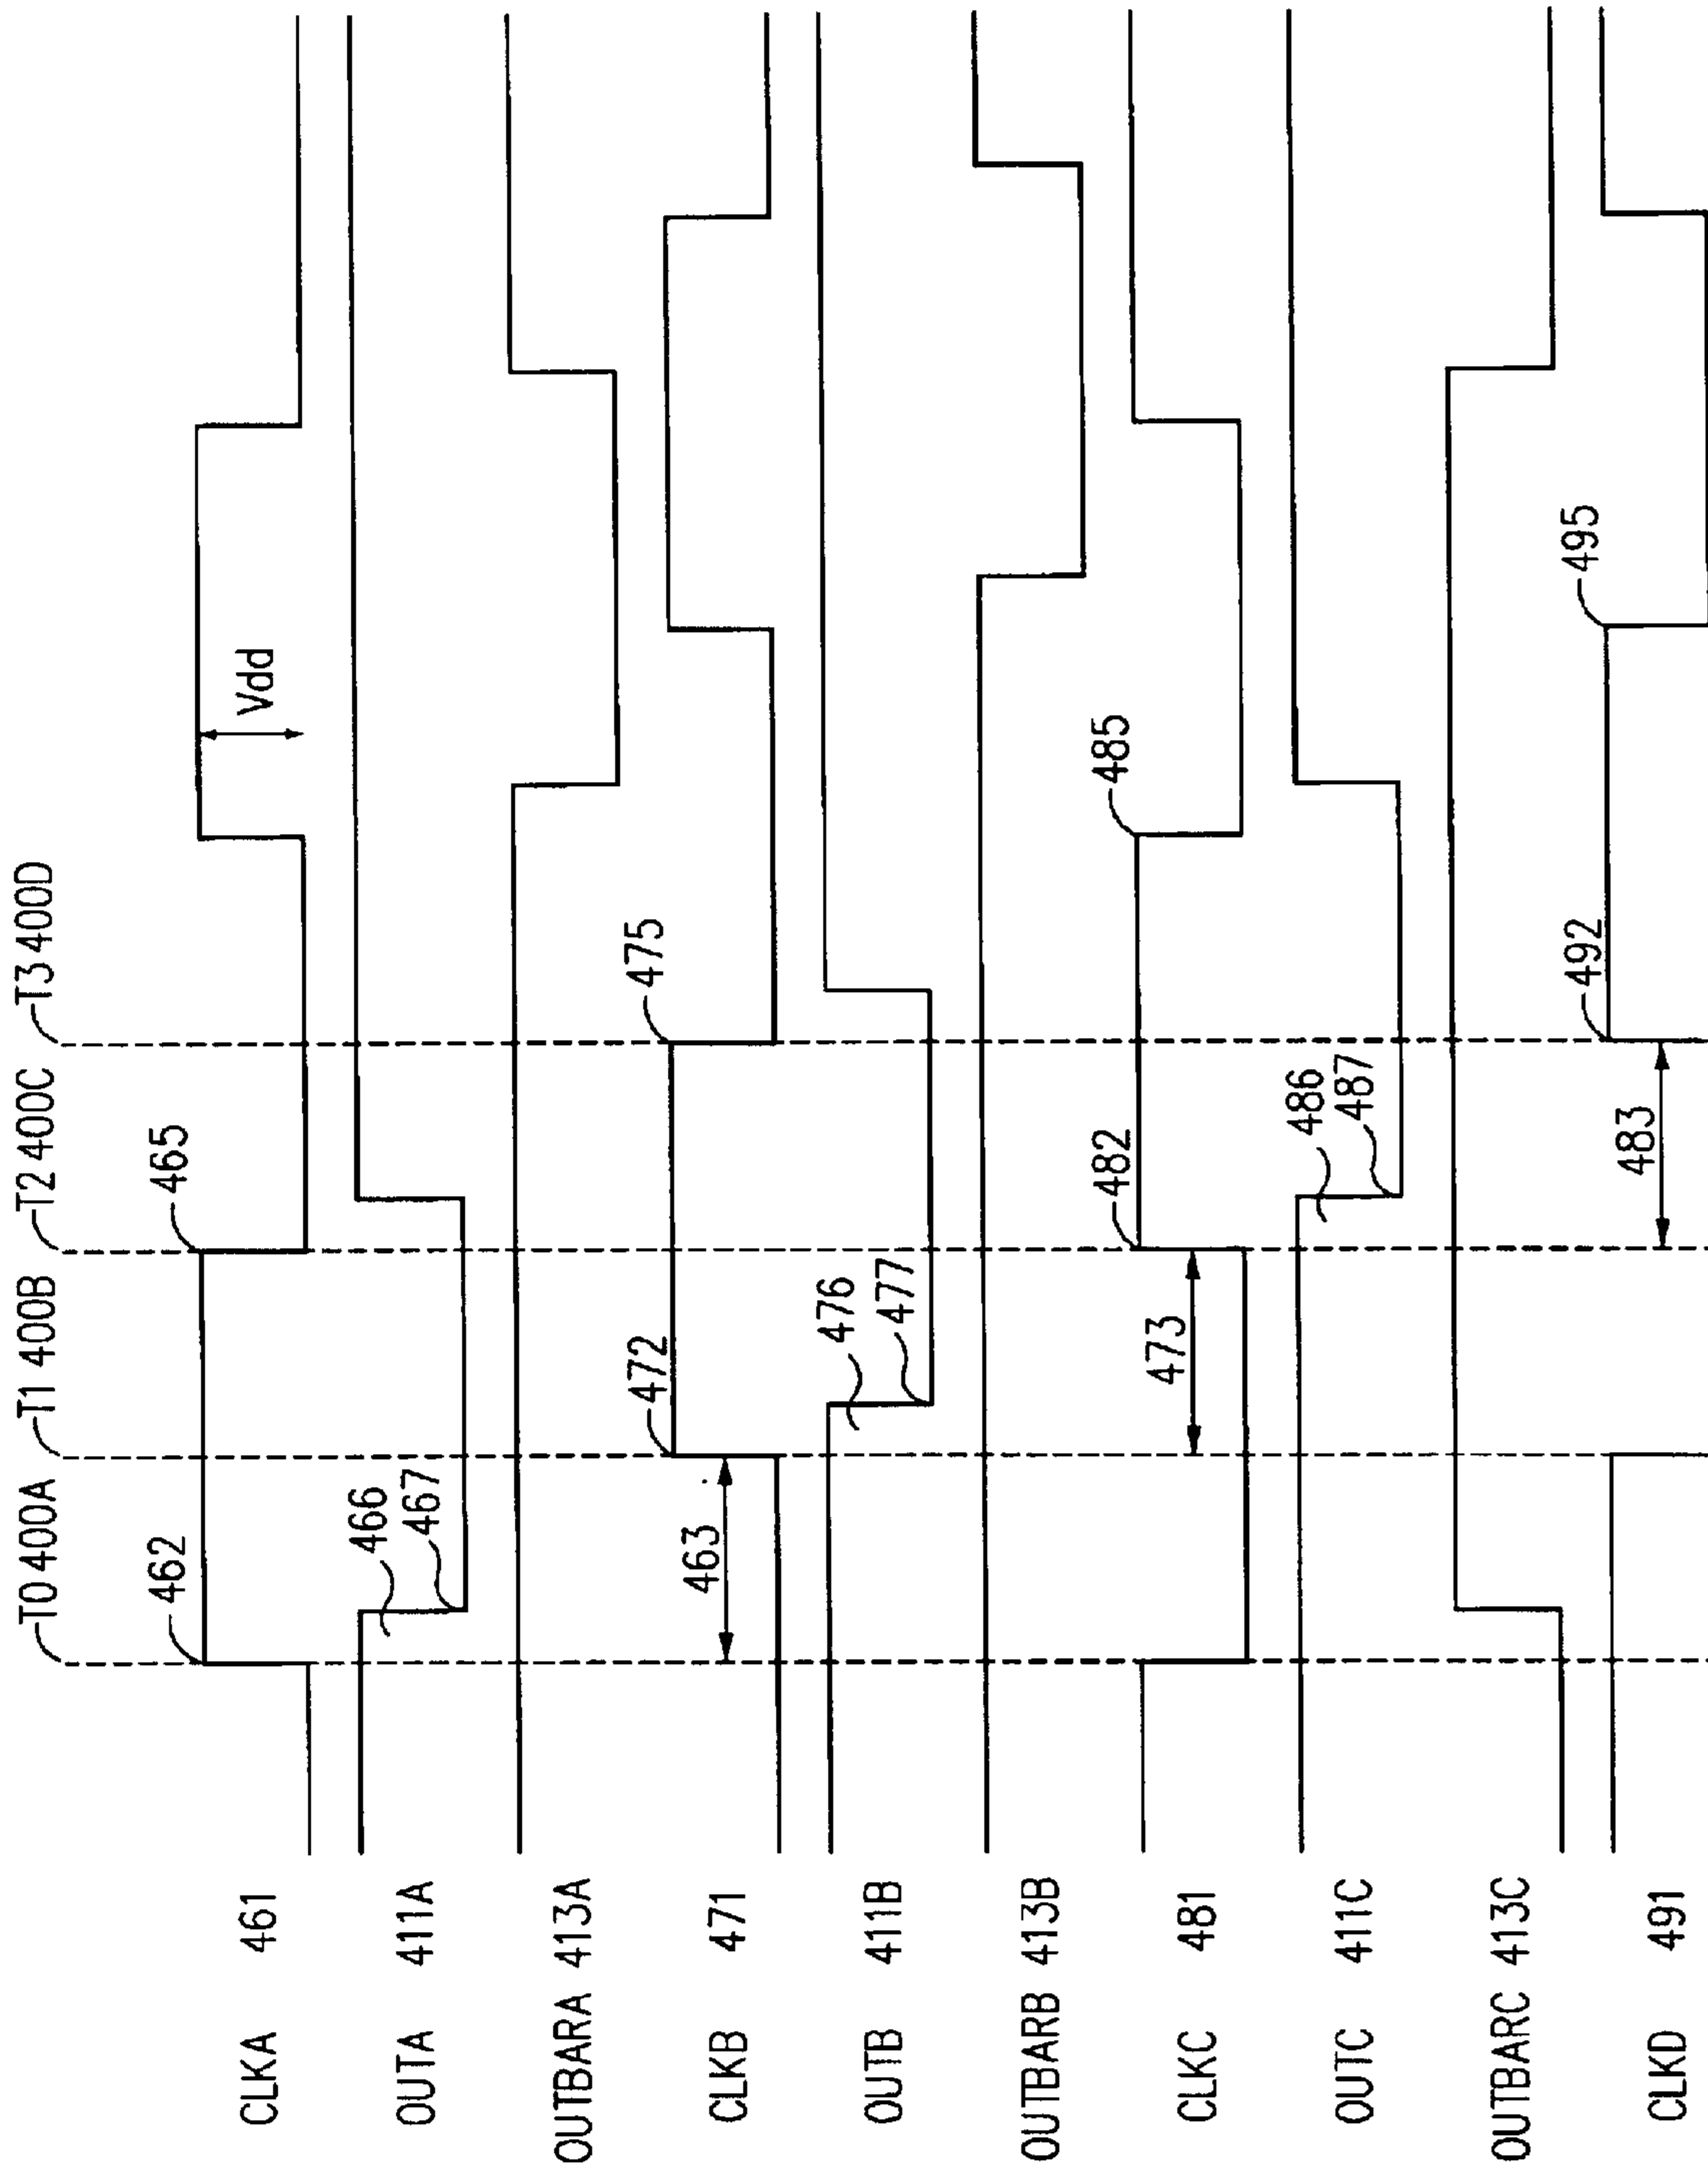 T0 400A
T1 400B
T2 400C
T3 400D
CLKA 461
462
465
Vdd
OUTA 411A
466
467
OUTBARA 413A
CLKB 471
463
472
475
OUTB 411B
476
477
OUTBARB 413B
CLKC 481
473
482
485
OUTC 411C
486
487
OUTBARC 413C
CLKD 491
483
492
495